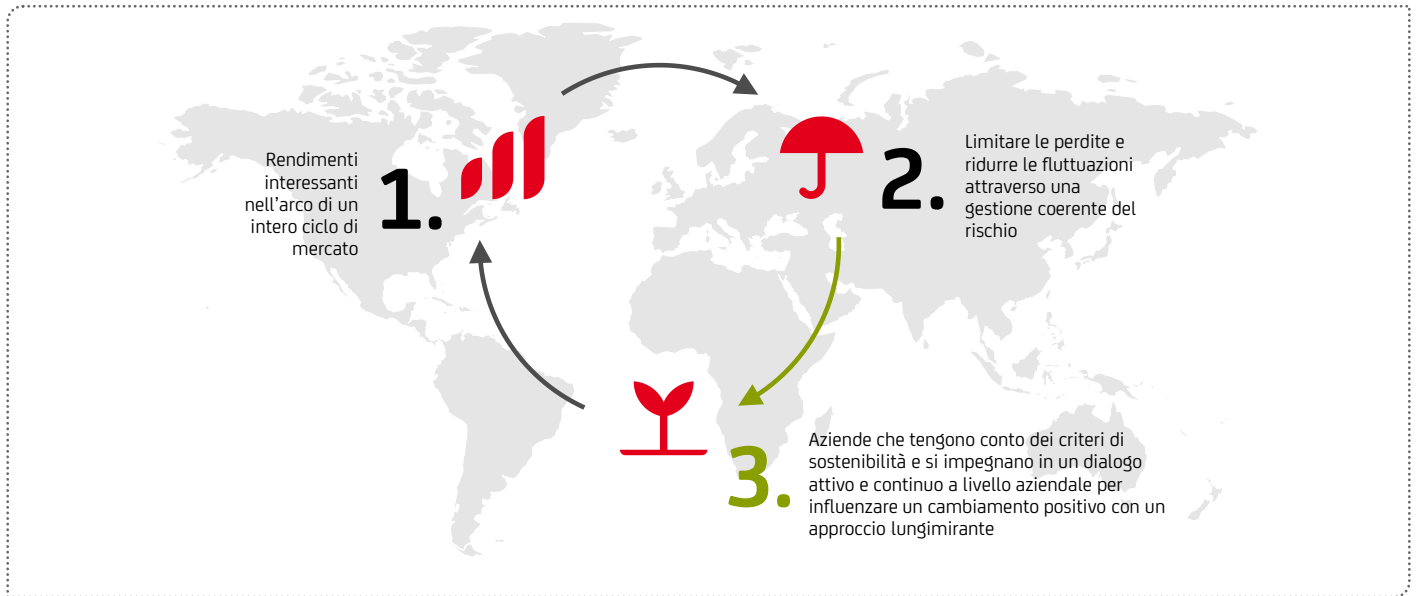 Rendimenti
interessanti
nell’arco di un
intero ciclo di
mercato
1.
2.
Limitare le perdite e
ridurre le fluttuazioni
attraverso una
gestione coerente del
rischio
3.
Aziende che tengono conto dei criteri di
sostenibilità e si impegnano in un dialogo
attivo e continuo a livello aziendale per
influenzare un cambiamento positivo con un
approccio lungimirante